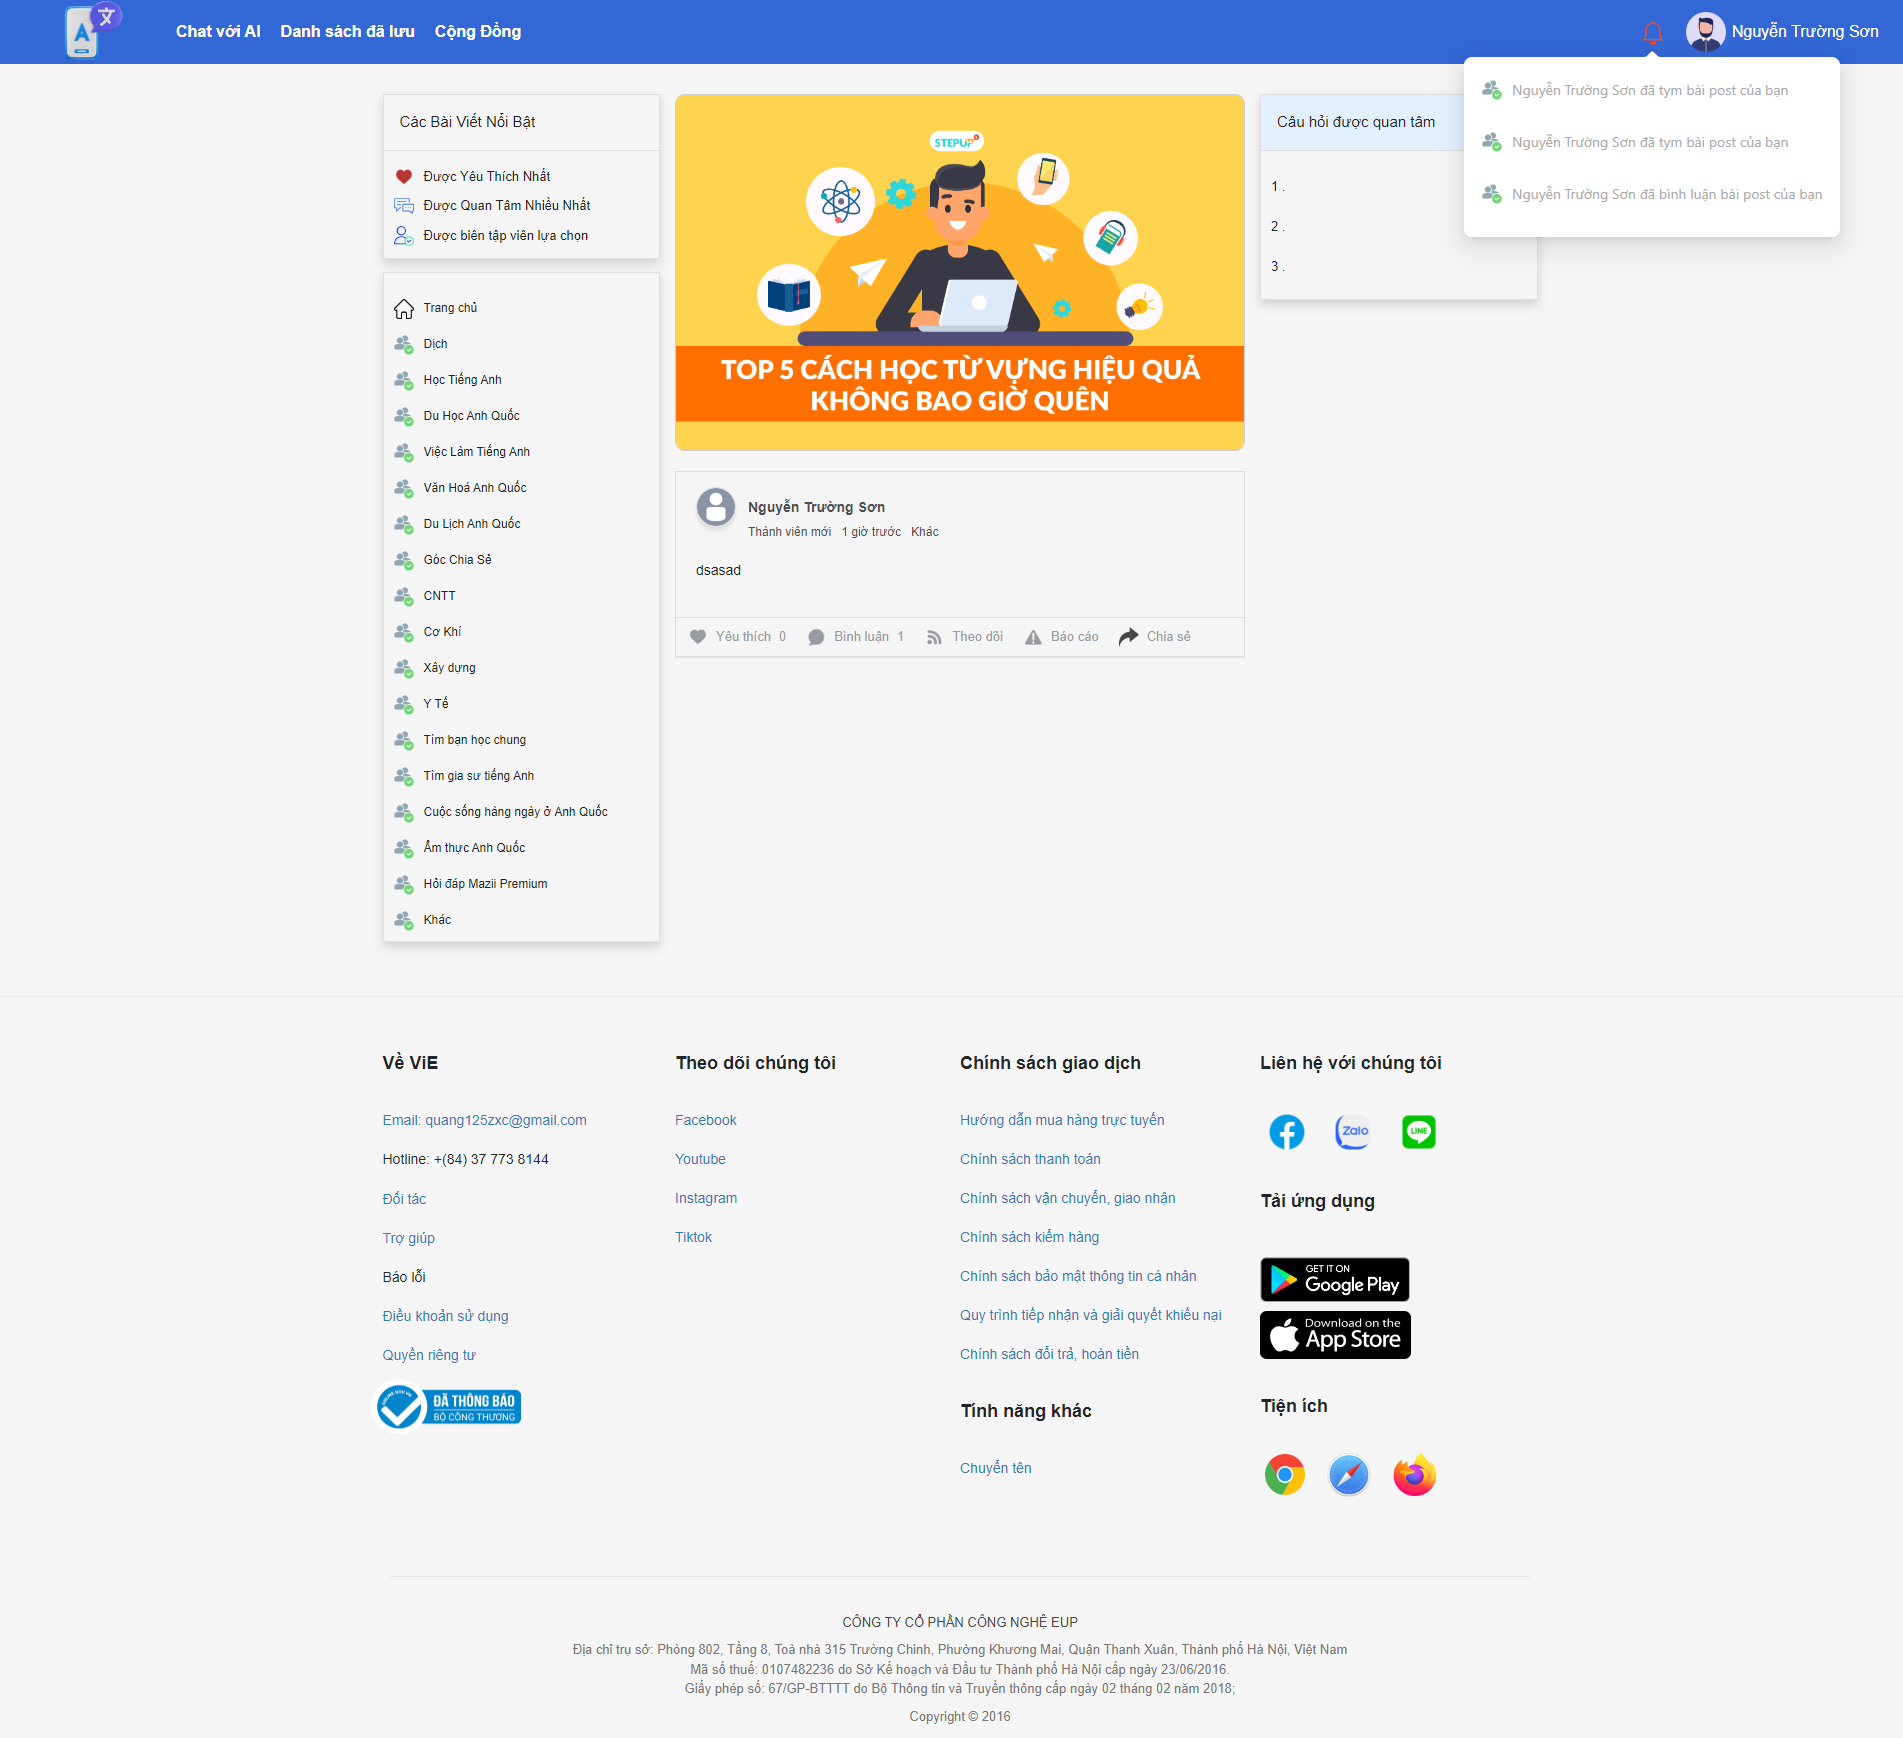 A 文
Chat với AI Danh sách đã lưu Cộng Đồng
Nguyễn Trường Sơn
Nguyễn Trường Sơn đã tym bài post của bạn
Nguyễn Trường Sơn đã tym bài post của bạn
Nguyễn Trường Sơn đã bình luận bài post của bạn
Các Bài Viết Nổi Bật
Được Yêu Thích Nhất
Được Quan Tâm Nhiều Nhất
Được biên tập viên lựa chọn
Trang chủ
Dịch
Học Tiếng Anh
Du Học Anh Quốc
Việc Làm Tiếng Anh
Văn Hoá Anh Quốc
Du Lịch Anh Quốc
Góc Chia Sẻ
CNTT
Cơ Khí
Xây dựng
Y Tế
Tìm bạn học chung
Tìm gia sư tiếng Anh
Cuộc sống hàng ngày ở Anh Quốc
Ẩm thực Anh Quốc
Hỏi đáp Mazii Premium
Khác
STEPUP
TOP 5 CÁCH HỌC TỪ VỰNG HIỆU QUẢ
KHÔNG BAO GIỜ QUÊN
Nguyễn Trường Sơn
Thành viên mới 1 giờ trước Khác
dsasad
Yêu thích 0 Bình luận 1 Theo dõi Báo cáo Chia sẻ
Câu hỏi được quan tâm
1 .
2 .
3 .
Về ViE
Email: quang125zxc@gmail.com
Hotline: +(84) 37 773 8144
Đối tác
Trợ giúp
Báo lỗi
Điều khoản sử dụng
Quyền riêng tư
ONLINE.GOV.VN
ĐÃ THÔNG BÁO
BỘ CÔNG THƯƠNG
Theo dõi chúng tôi
Facebook
Youtube
Instagram
Tiktok
Chính sách giao dịch
Hướng dẫn mua hàng trực tuyến
Chính sách thanh toán
Chính sách vận chuyển, giao nhận
Chính sách kiểm hàng
Chính sách bảo mật thông tin cá nhân
Quy trình tiếp nhận và giải quyết khiếu nại
Chính sách đổi trả, hoàn tiền
Tính năng khác
Chuyển tên
Liên hệ với chúng tôi
Zalo
LINE
Tải ứng dụng
GET IT ON
Google Play
Download on the
App Store
Tiện ích
CÔNG TY CỔ PHẦN CÔNG NGHỆ EUP
Địa chỉ trụ sở: Phòng 802, Tầng 8, Toà nhà 315 Trường Chinh, Phường Khương Mai, Quận Thanh Xuân, Thành phố Hà Nội, Việt Nam
Mã số thuế: 0107482236 do Sở Kế hoạch và Đầu tư Thành phố Hà Nội cấp ngày 23/06/2016.
Giấy phép số: 67/GP-BTTTT do Bộ Thông tin và Truyền thông cấp ngày 02 tháng 02 năm 2018;
Copyright © 2016